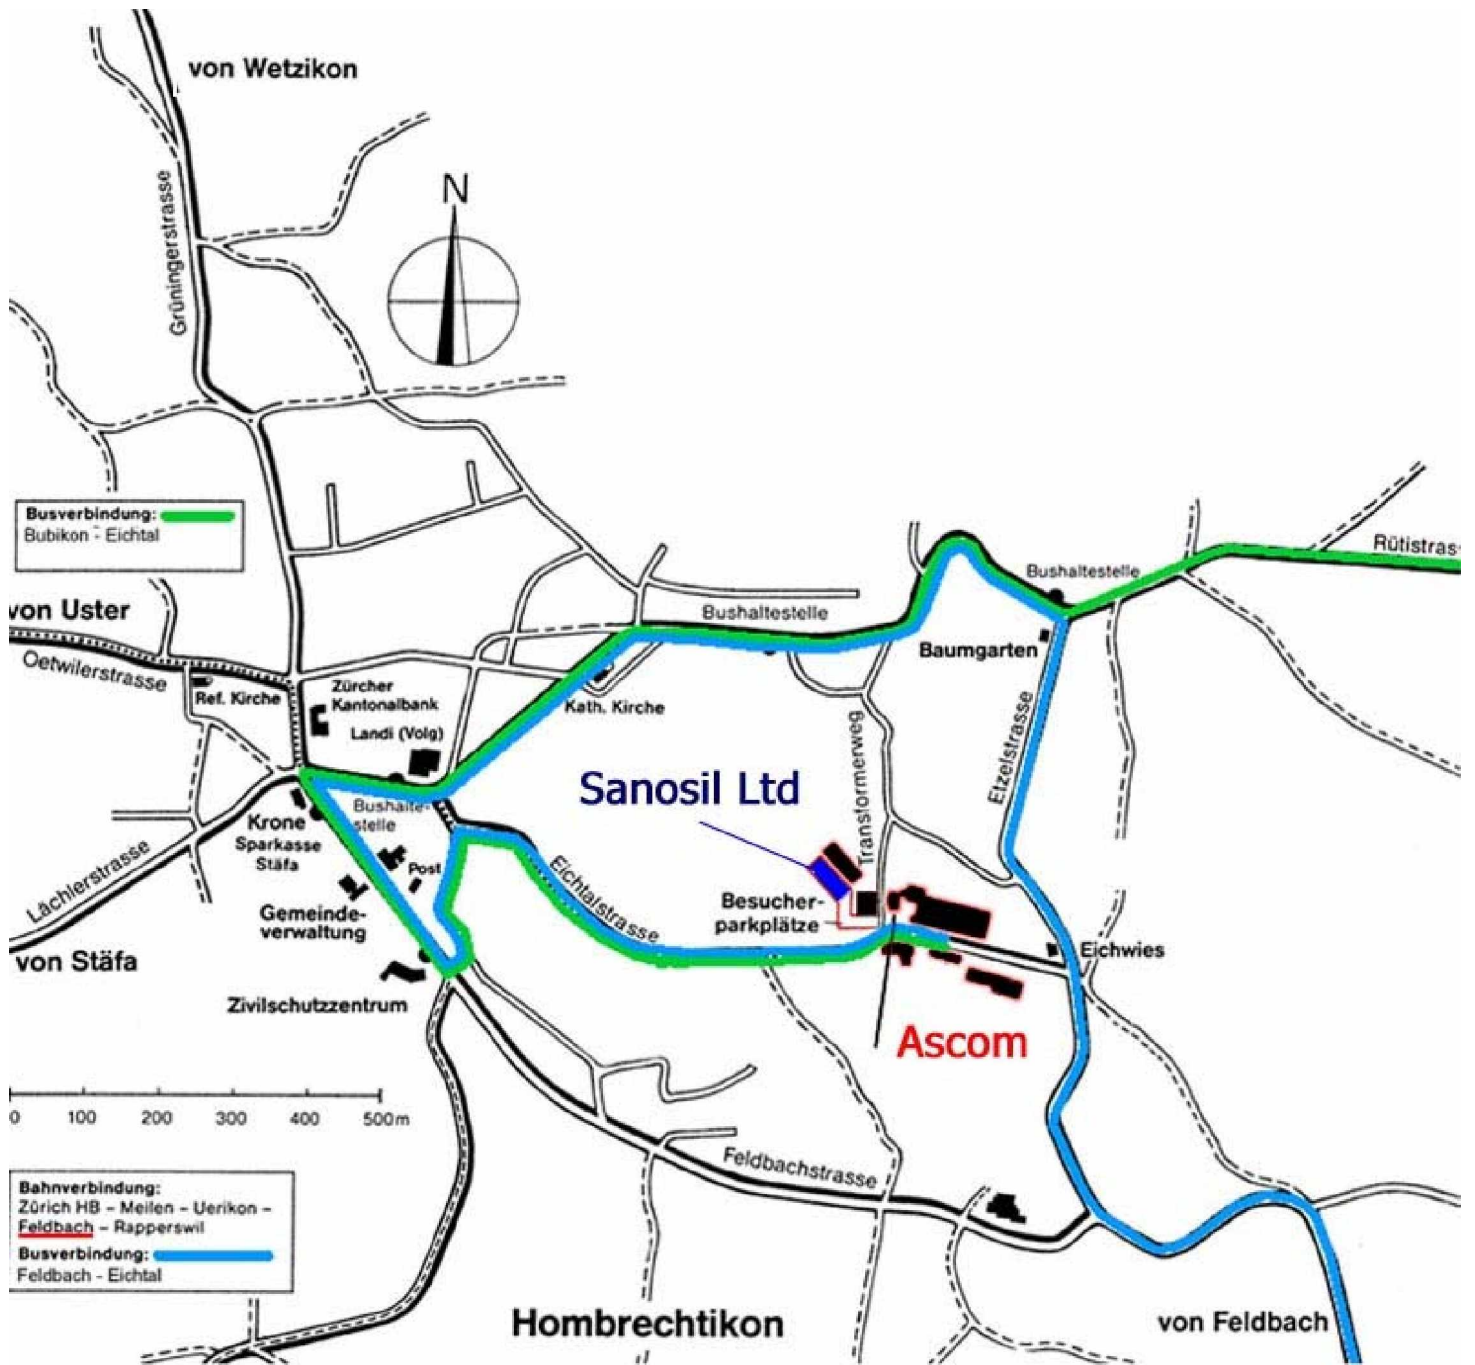 von Wetzikon
N
Grüningerstrasse
Busverbindung:
Bubikon - Eichtal
Rütistras
Bushaltestelle
von Uster
Bushaltestelle
Oetwilerstrasse
Baumgarten
Ref. Kirche
Zürcher
Kantonalbank
Kath. Kirche
Landi (Volg)
Transtormerweg
Etzelstrasse
Sanosil Ltd
Bushalte-
stelle
Krone
Sparkasse
Stäfa
Post
Lächlerstrasse
Eichtalstrasse
Besucher-
parkplätze
Gemeinde-
verwaltung
Eichwies
von Stäfa
Zivilschutzzentrum
Ascom
0 100 200 300 400 500m
Feldbachstrasse
Bahnverbindung:
Zürich HB – Meilen – Uerikon –
Feldbach – Rapperswil
Busverbindung:
Feldbach - Eichtal
Hombrechtikon
von Feldbach